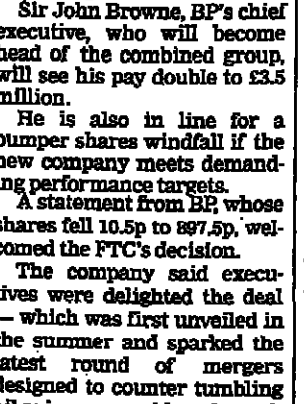 Sir John Browne, BP's chief
executive, who will become
head of the combined group,
will see his pay double to £3.5
million.
He is also in line for a
bumper shares windfall if the
new company meets demand-
ing performance targets.
A statement from BP, whose
shares fell 10.5p to 897.5p, wel-
comed the FTC's decision.
The company said execu-
tives were delighted the deal
— which was first unveiled in
the summer and sparked the
latest round of mergers
designed to counter tumbling